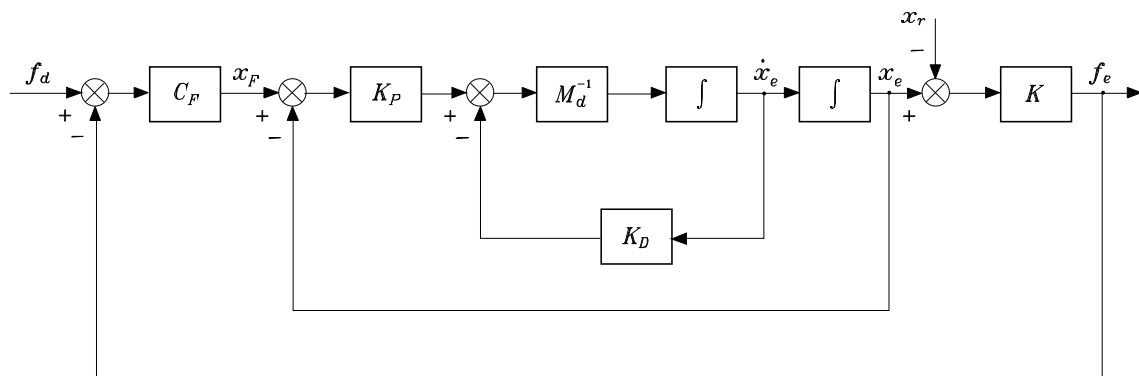 x_r
−
f_d
+
−
C_F
x_F
+
−
K_P
+
−
M_d^{-1}
∫
ẋ_e
∫
x_e
+
K
f_e
K_D